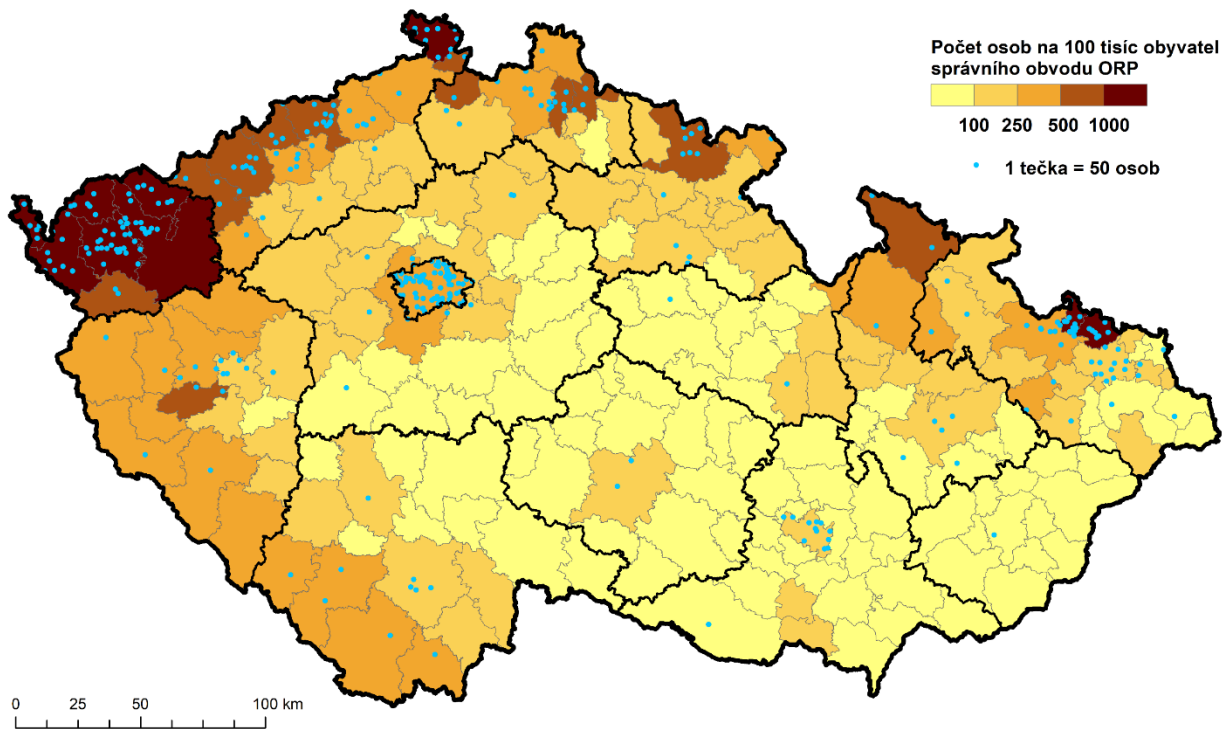 Počet osob na 100 tisíc obyvatel
správního obvodu ORP
100 250 500 1000
1 tečka = 50 osob
0 25 50 100 km